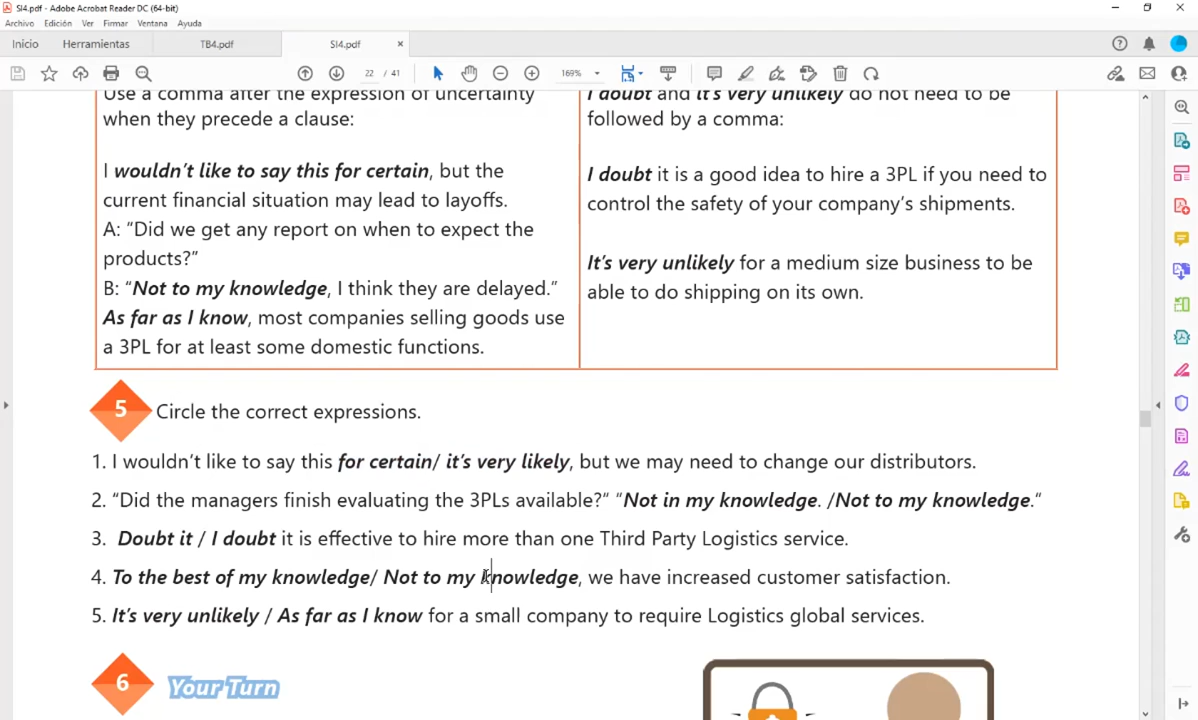 SI4.pdf - Adobe Acrobat Reader DC (64-bit)
Archivo Edición Ver Firmar Ventana Ayuda
Inicio Herramientas TB4.pdf SI4.pdf ×
22 / 41 169%
Use a comma after the expression of uncertainty
when they precede a clause:
I wouldn't like to say this for certain, but the
current financial situation may lead to layoffs.
A: “Did we get any report on when to expect the
products?”
B: “Not to my knowledge, I think they are delayed.”
As far as I know, most companies selling goods use
a 3PL for at least some domestic functions.
I doubt and it's very unlikely do not need to be
followed by a comma:
I doubt it is a good idea to hire a 3PL if you need to
control the safety of your company's shipments.
It's very unlikely for a medium size business to be
able to do shipping on its own.
5 Circle the correct expressions.
1. I wouldn't like to say this for certain/ it's very likely, but we may need to change our distributors.
2. “Did the managers finish evaluating the 3PLs available?“ “Not in my knowledge. /Not to my knowledge.“
3. Doubt it / I doubt it is effective to hire more than one Third Party Logistics service.
4. To the best of my knowledge/ Not to my knowledge, we have increased customer satisfaction.
5. It's very unlikely / As far as I know for a small company to require Logistics global services.
6 Your Turn